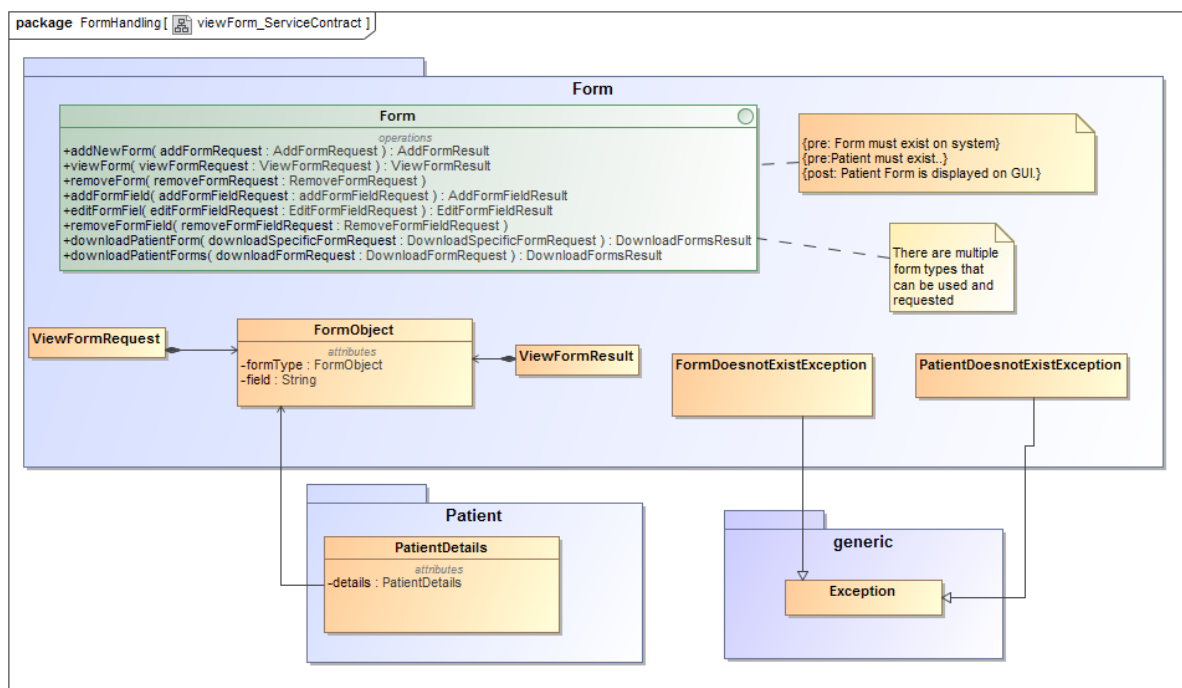 package FormHandling [ viewForm_ServiceContract ]
Form
Form
operations
+addNewForm( addFormRequest : AddFormRequest ) : AddFormResult
+viewForm( viewFormRequest : ViewFormRequest ) : ViewFormResult
+removeForm( removeFormRequest : RemoveFormRequest )
+addFormField( addFormFieldRequest : addFormFieldRequest ) : AddFormFieldResult
+editFormFiel( editFormFieldRequest : EditFormFieldRequest ) : EditFormFieldResult
+removeFormField( removeFormFieldRequest : RemoveFormFieldRequest )
+downloadPatientForm( downloadSpecificFormRequest : DownloadSpecificFormRequest ) : DownloadFormsResult
+downloadPatientForms( downloadFormRequest : DownloadFormRequest ) : DownloadFormsResult
{pre: Form must exist on system}
{pre:Patient must exist..}
{post: Patient Form is displayed on GUI.}
There are multiple
form types that
can be used and
requested
ViewFormRequest
FormObject
attributes
-formType : FormObject
-field : String
ViewFormResult
FormDoesnotExistException
PatientDoesnotExistException
Patient
PatientDetails
attributes
-details : PatientDetails
generic
Exception